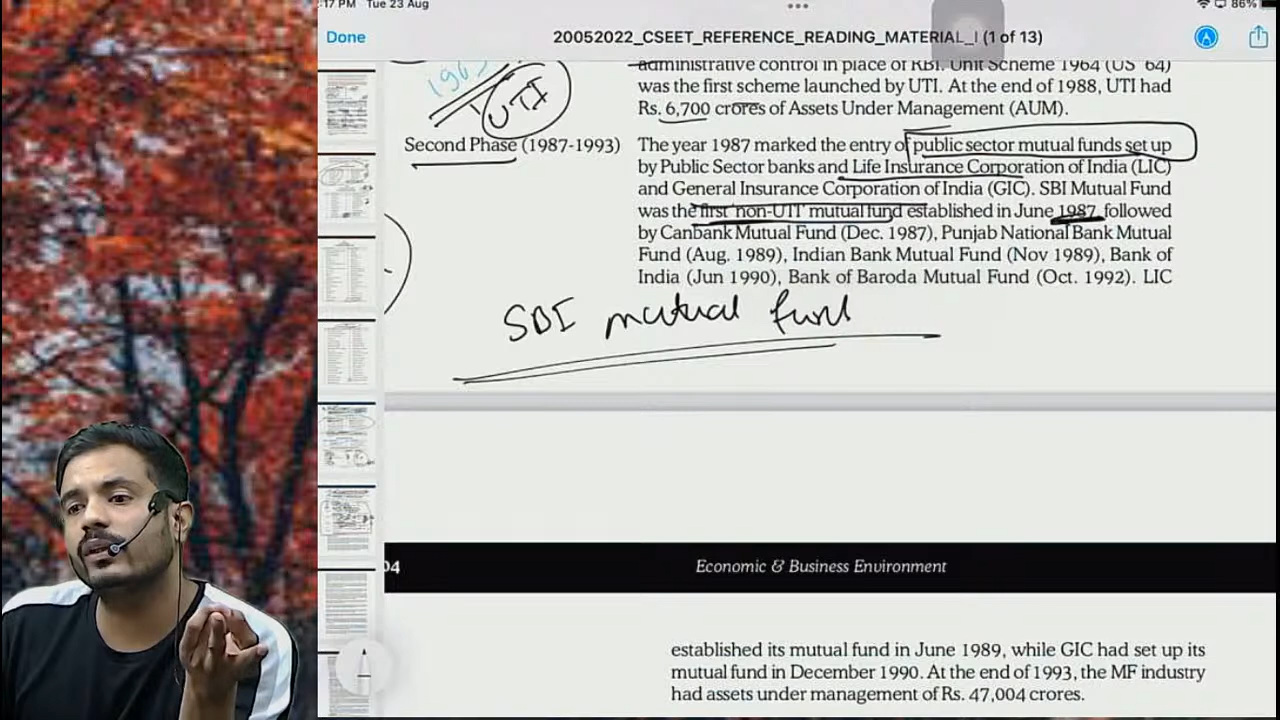 :17 PM Tue 23 Aug
86%
Done
20052022_CSEET_REFERENCE_READING_MATERIAL_I (1 of 13)
administrative control in place of RBI. Unit Scheme 1964 (US '64)
was the first scheme launched by UTI. At the end of 1988, UTI had
Rs. 6,700 crores of Assets Under Management (AUM).
UTI
Second Phase (1987-1993)
The year 1987 marked the entry of public sector mutual funds set up
by Public Sector banks and Life Insurance Corporation of India (LIC)
and General Insurance Corporation of India (GIC). SBI Mutual Fund
was the first 'non-UTI' mutual fund established in June 1987 followed
by Canbank Mutual Fund (Dec. 1987), Punjab National Bank Mutual
Fund (Aug. 1989), Indian Bank Mutual Fund (Nov 1989), Bank of
India (Jun 1990), Bank of Baroda Mutual Fund (Oct. 1992). LIC
SBI mutual fund
04
Economic & Business Environment
established its mutual fund in June 1989, while GIC had set up its
mutual fund in December 1990. At the end of 1993, the MF industry
had assets under management of Rs. 47,004 crores.